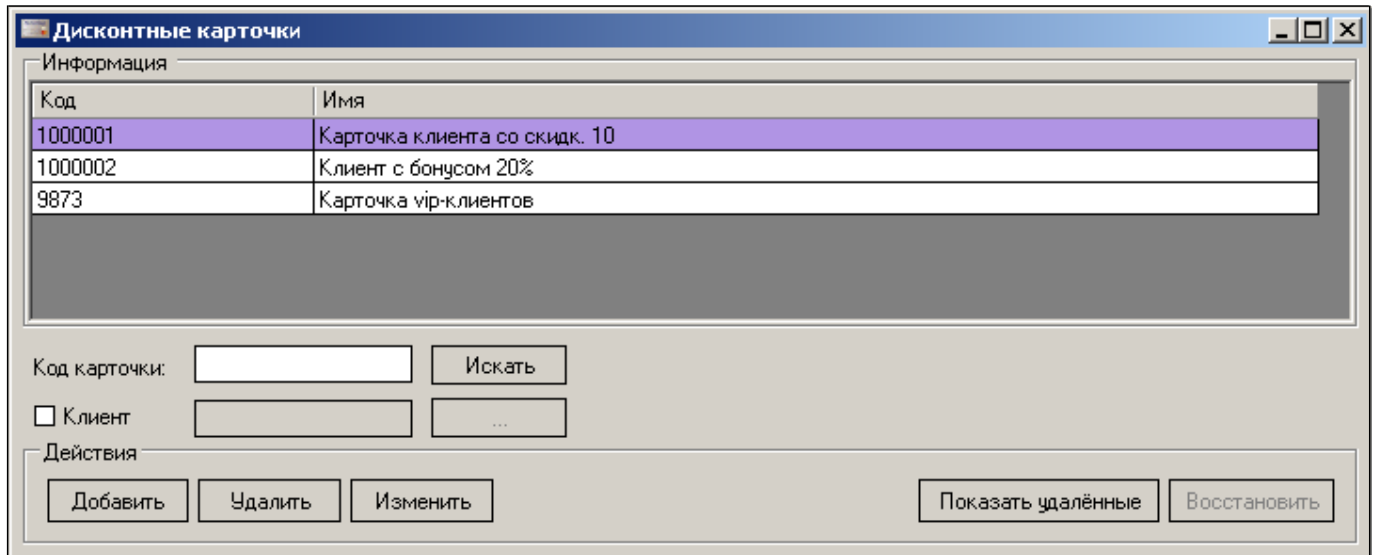 Дисконтные карточки
Информация
Код Имя
1000001 Карточка клиента со скидк. 10
1000002 Клиент с бонусом 20%
9873 Карточка vip-клиентов
Код карточки: Искать
Клиент ...
Действия
Добавить Удалить Изменить Показать удалённые Восстановить